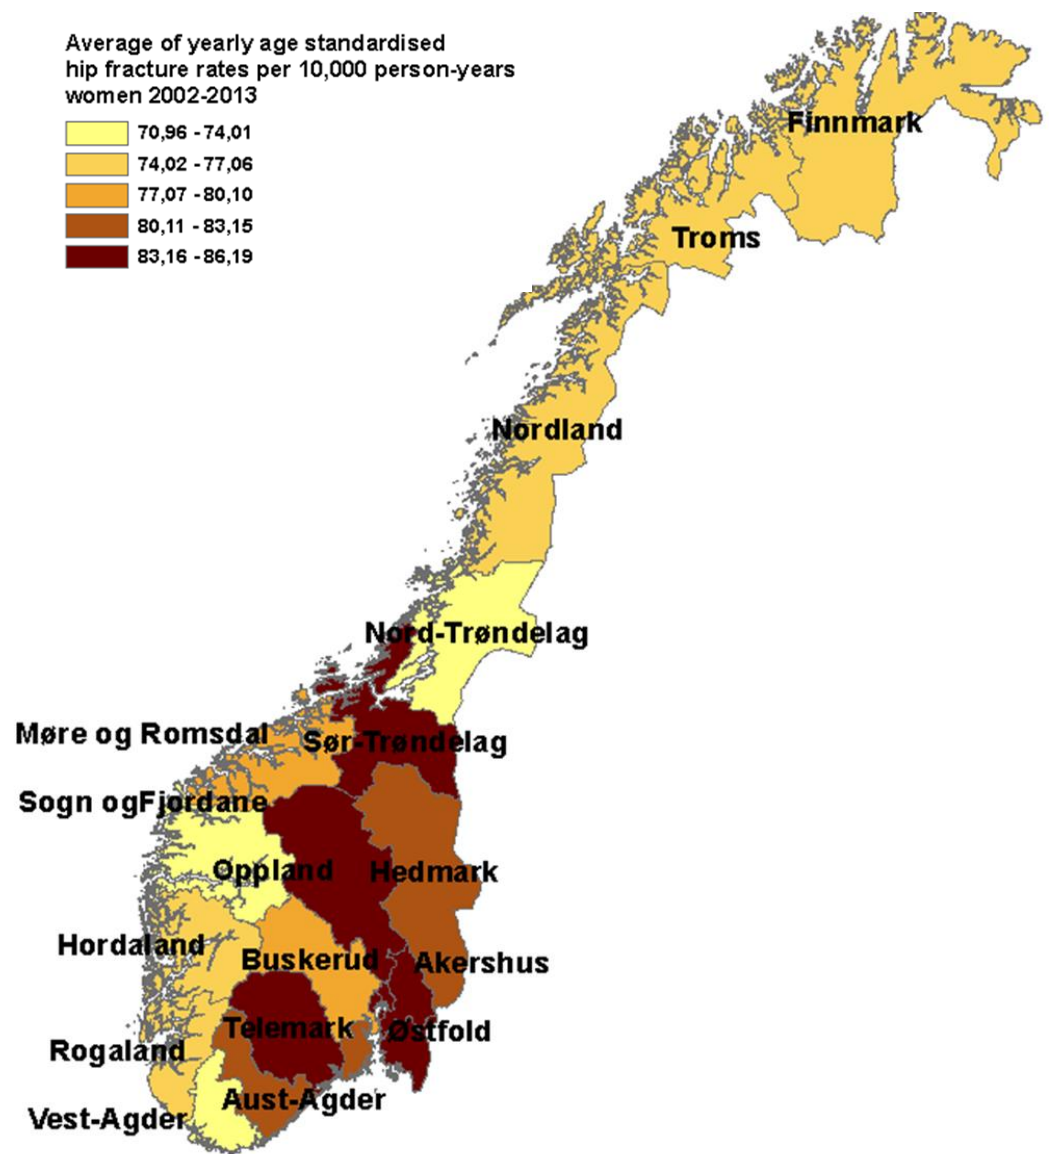 Average of yearly age standardised
hip fracture rates per 10,000 person-years
women 2002-2013
70,96 - 74,01
74,02 - 77,06
77,07 - 80,10
80,11 - 83,15
83,16 - 86,19
Finnmark
Troms
Nordland
Nord-Trøndelag
Møre og Romsdal
Sør-Trøndelag
Sogn ogFjordane
Oppland
Hedmark
Hordaland
Buskerud
Akershus
Telemark
Østfold
Rogaland
Aust-Agder
Vest-Agder